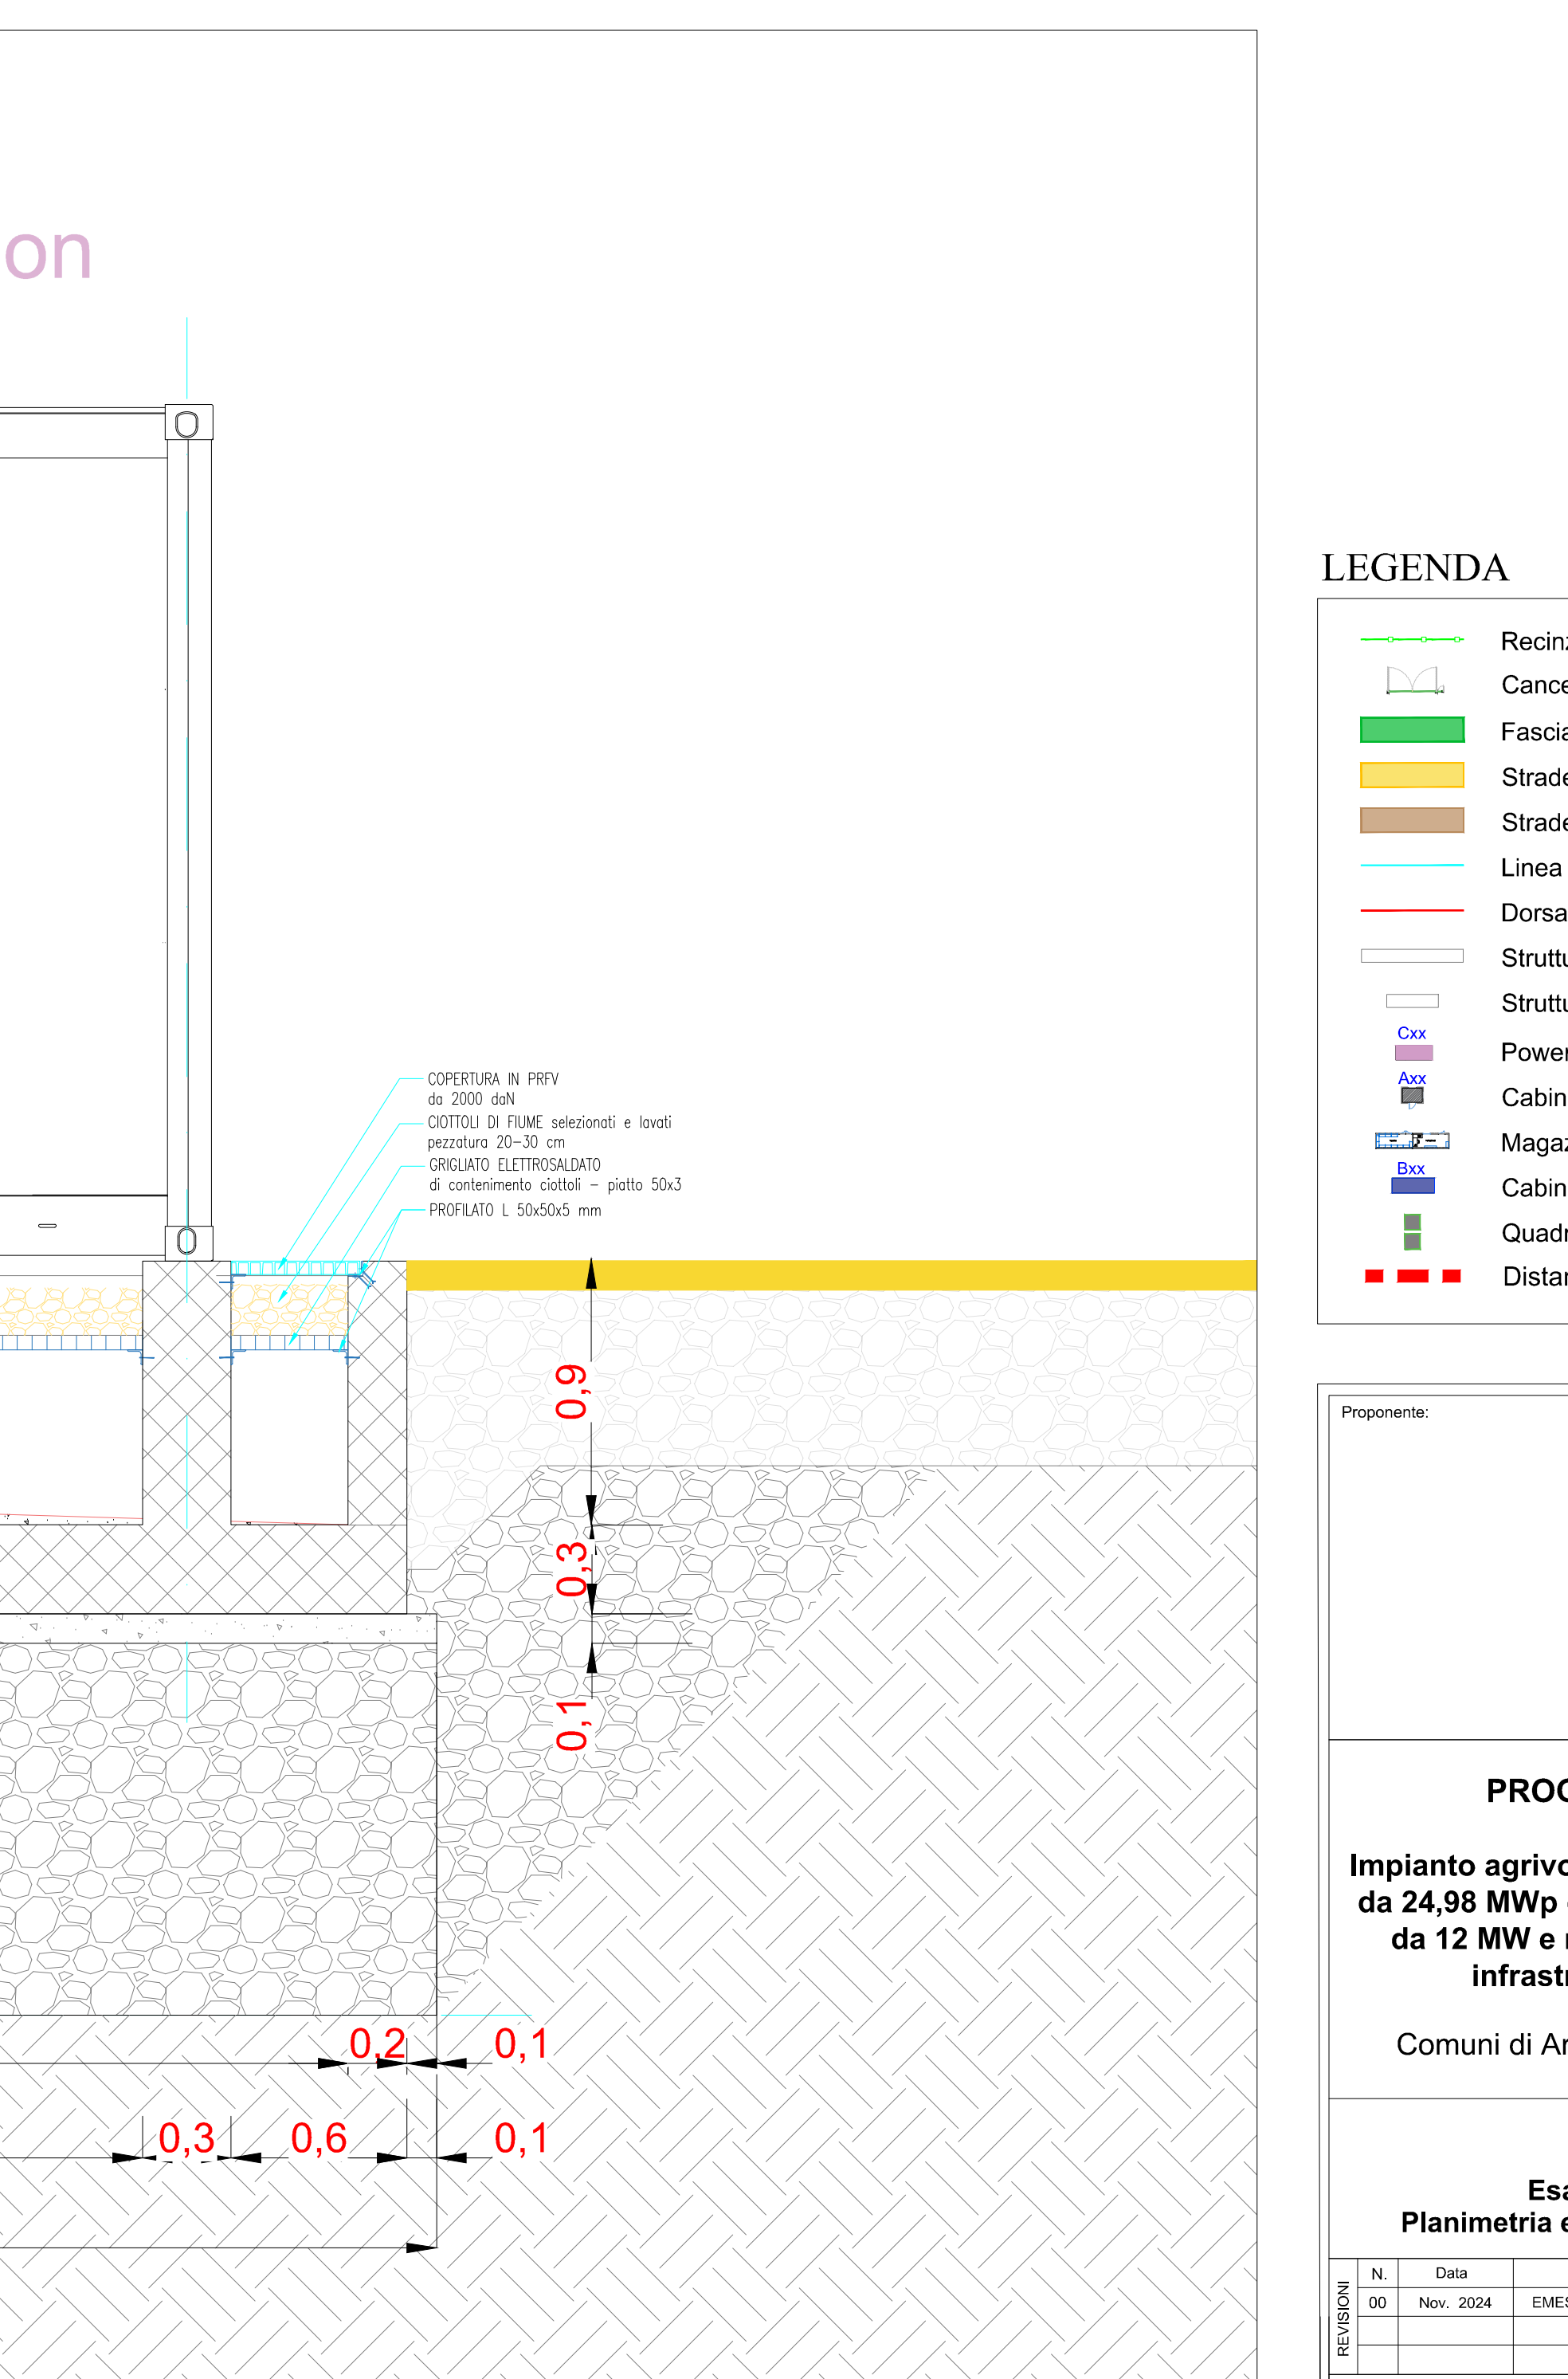 on
COPERTURA IN PRFV
da 2000 daN
CIOTTOLI DI FIUME selezionati e lavati
pezzatura 20-30 cm
GRIGLIATO ELETTROSALDATO
di contenimento ciottoli - piatto 50x3
PROFILATO L 50x50x5 mm
0,9
0,3
0,1
0,2
0,1
0,3
0,6
0,1
LEGENDA
Recinz
Cance
Fascia
Strade
Strade
Linea
Dorsa
Struttu
Struttu
Cxx
Power
Axx
Cabin
Magaz
Bxx
Cabin
Quadr
Distan
Proponente:
PROG
Impianto agrivo
da 24,98 MWp
da 12 MW e
infrastr
Comuni di Ar
Esa
Planimetria e
REVISIONI
N.
Data
00
Nov. 2024
EMES